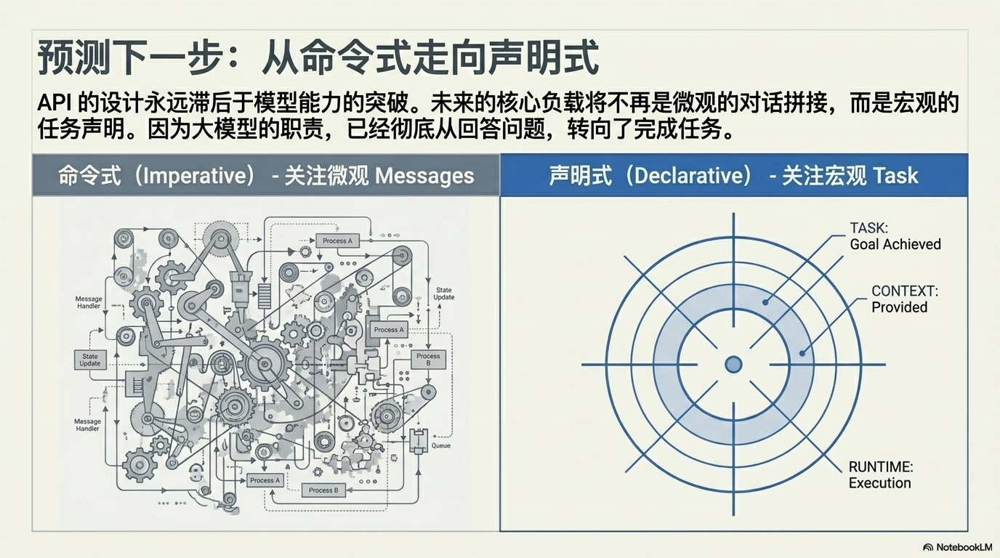 预测下一步：从命令式走向声明式
API 的设计永远滞后于模型能力的突破。未来的核心负载将不再是微观的对话拼接，而是宏观的
任务声明。因为大模型的职责，已经彻底从回答问题，转向了完成任务。
命令式（Imperative） - 关注微观 Messages
Process A
Message
Handler
State
Update
Process A
State
Update
Process
B
Message
Handler
Queue
Process A
Process B
声明式（Declarative） - 关注宏观 Task
TASK:
Goal Achieved
CONTEXT:
Provided
RUNTIME:
Execution
NotebookLM